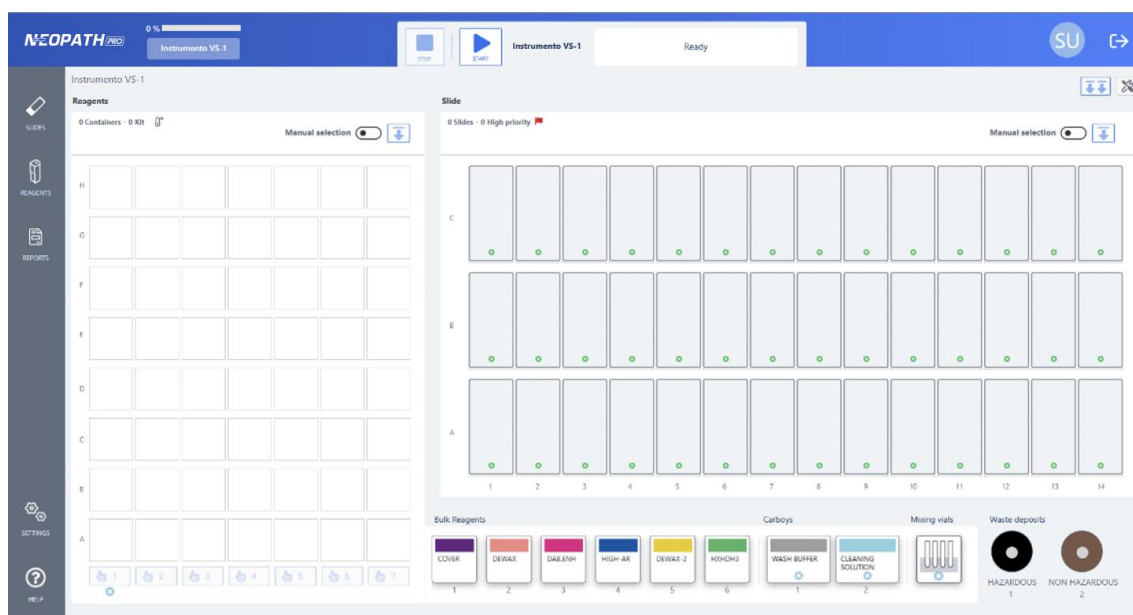 NEOPATH PRO
0 %
Instrumento VS-1
STOP
START
Instrumento VS-1
Ready
SU
Instrumento VS-1
SLIDES
REAGENTS
REPORTS
SETTINGS
HELP
Reagents
0 Containers - 0 Kit
Manual selection
H
G
F
E
D
C
B
A
1 2 3 4 5 6 7
Slide
0 Slides - 0 High priority
Manual selection
C
B
A
1 2 3 4 5 6 7 8 9 10 11 12 13 14
Bulk Reagents
COVER DEWAX DAB.ENH HIGH-AR DEWAX-2 HXHDH3
1 2 3 4 5 6
Carboys
WASH BUFFER
1
CLEANING
SOLUTION
2
Mixing vials
Waste deposits
HAZARDOUS
1
NON HAZARDOUS
2